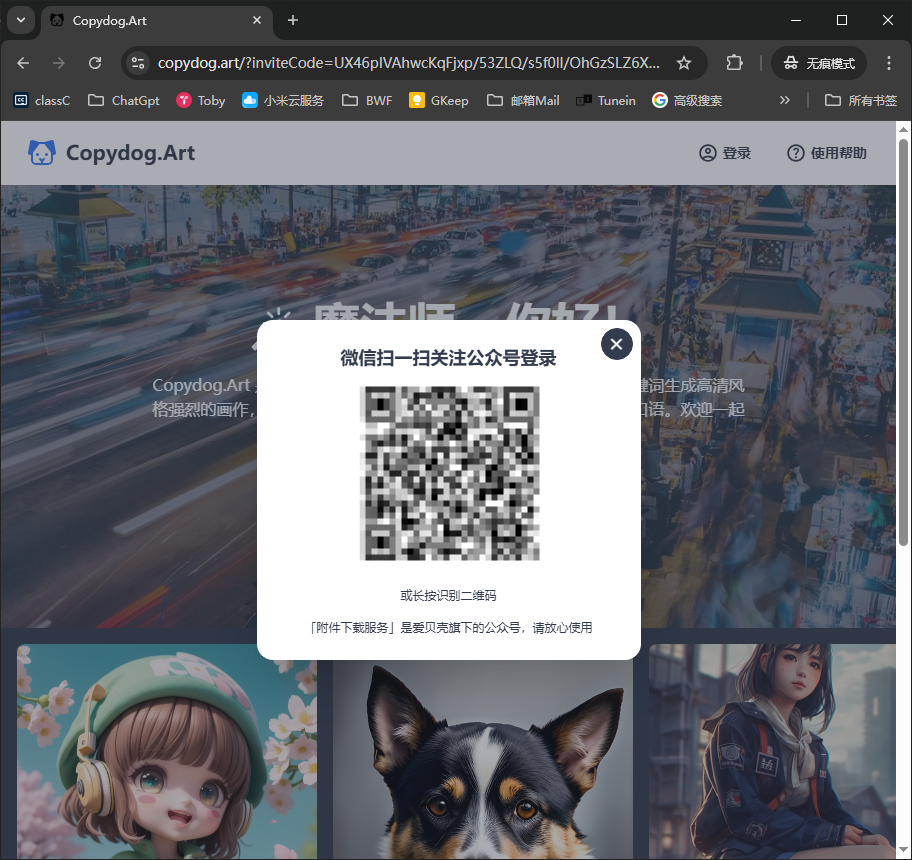 Copydog.Art
copydog.art/?inviteCode=UX46pIVAhwcKqFjxp/53ZLQ/s5f0lI/OhGzSLZ6X...
无痕模式
classC
ChatGpt
Toby
小米云服务
BWF
GKeep
邮箱Mail
Tunein
高级搜索
所有书签
Copydog.Art
登录
使用帮助
魔法师，你好！
微信扫一扫关注公众号登录
Copydog.Art
键词生成高清风
格强烈的画作，
口语。欢迎一起
或长按识别二维码
「附件下载服务」是爱贝壳旗下的公众号，请放心使用